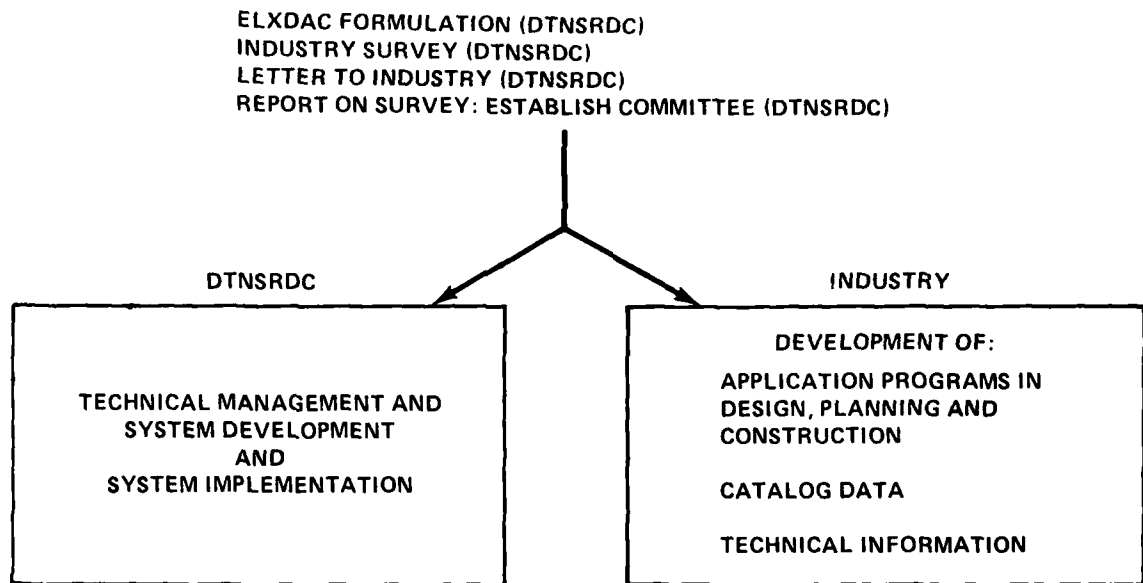 ELXDAC FORMULATION (DTNSRDC)
INDUSTRY SURVEY (DTNSRDC)
LETTER TO INDUSTRY (DTNSRDC)
REPORT ON SURVEY: ESTABLISH COMMITTEE (DTNSRDC)
DTNSRDC
TECHNICAL MANAGEMENT AND
SYSTEM DEVELOPMENT
AND
SYSTEM IMPLEMENTATION
INDUSTRY
DEVELOPMENT OF:
APPLICATION PROGRAMS IN
DESIGN, PLANNING AND
CONSTRUCTION
CATALOG DATA
TECHNICAL INFORMATION